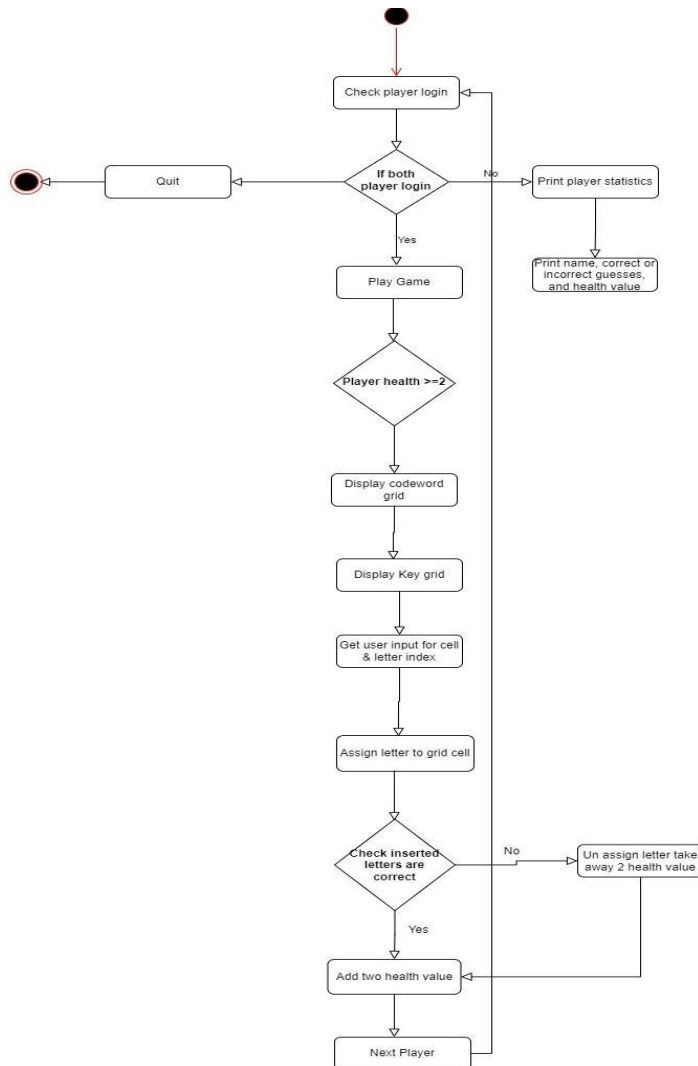 Check player login
If both
player login
Quit
No
Print player statistics
Yes
Print name, correct or
incorrect guesses,
and health value
Play Game
Player health >=2
Display codeword
grid
Display Key grid
Get user input for cell
& letter index
Assign letter to grid cell
Check inserted
letters are
correct
No
Un assign letter take
away 2 health value
Yes
Add two health value
Next Player